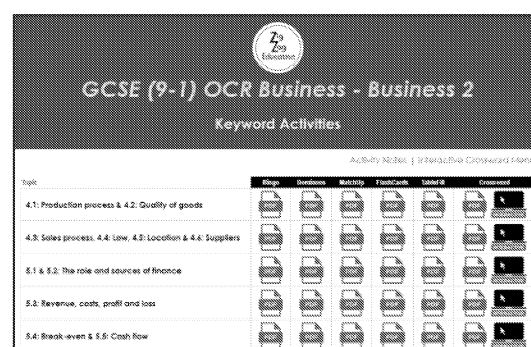 Zig
Zag
Education
GCSE (9-1) OCR Business - Business 2
Keyword Activities
Activity Notes | Interactive Crossword Menu
Topic Bingo Dominoes MatchUp FlashCards TableFill Crossword
4.1: Production process & 4.2: Quality of goods
4.3: Sales process, 4.4: Law, 4.5: Location & 4.6: Suppliers
5.1 & 5.2: The role and sources of finance
5.3: Revenue, costs, profit and loss
5.4: Break-even & 5.5: Cash flow